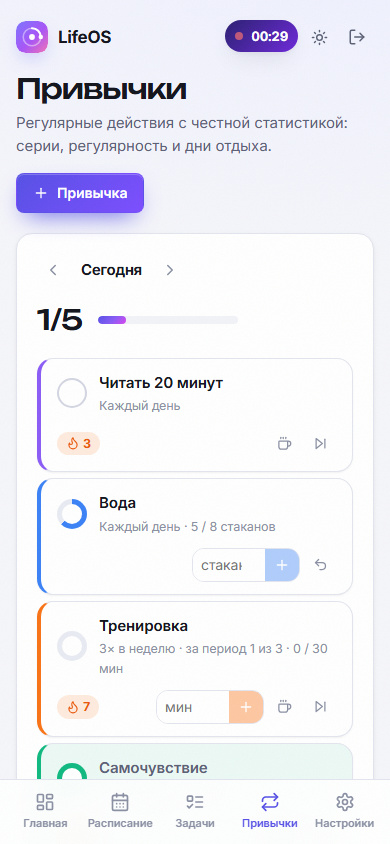 LifeOS
00:29
Привычки
Регулярные действия с честной статистикой:
серии, регулярность и дни отдыха.
+ Привычка
Сегодня
1/5
Читать 20 минут
Каждый день
3
Вода
Каждый день · 5 / 8 стаканов
стакан
+
Тренировка
3× в неделю · за период 1 из 3 · 0 / 30
мин
7
мин
+
Самочувствие
Главная
Расписание
Задачи
Привычки
Настройки